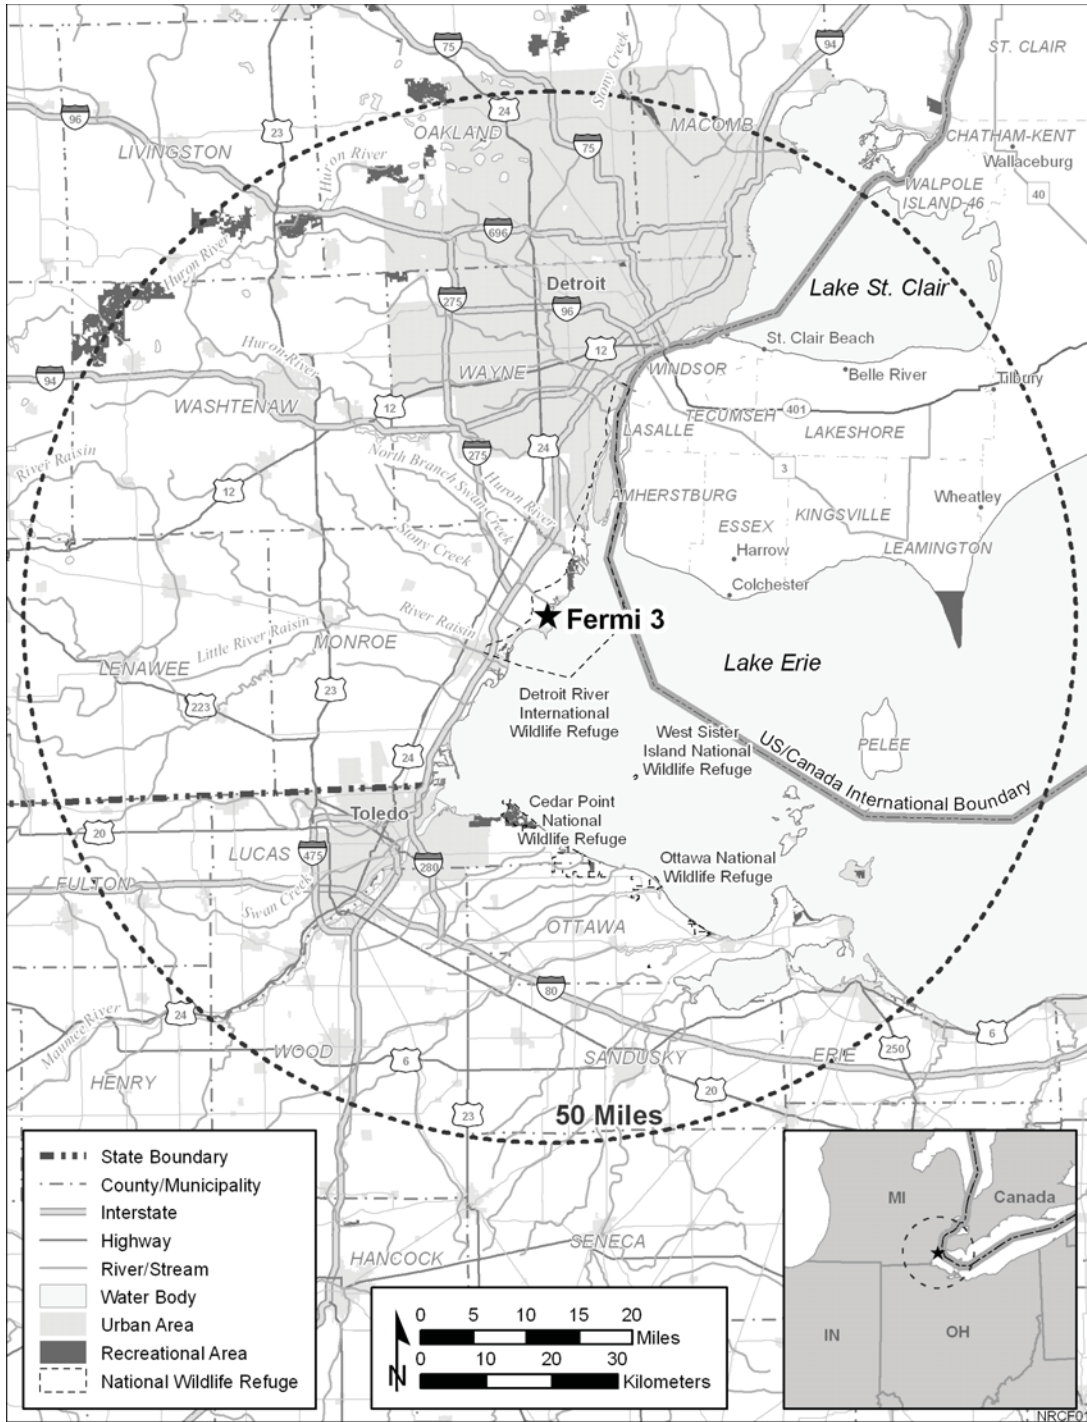 75
94
ST. CLAIR
96
23
24
Stony Creek
OAKLAND
MACOMB
75
LIVINGSTON
Huron River
CHATHAM-KENT
Wallaceburg
WALPOLE
ISLAND-46
40
696
Huron River
Detroit
Lake St. Clair
275
96
12
St. Clair Beach
Huron River
WAYNE
WINDSOR
Belle River
Tilbury
94
WASHTENAW
12
TECUMSEH
401
LASALLE
LAKESHORE
24
275
North Branch Swan Creek
River Raisin
12
Huron River
3
AMHERSTBURG
Wheatley
KINGSVILLE
ESSEX
Stony Creek
Harrow
LEAMINGTON
Colchester
River Raisin
Fermi 3
Little River Raisin
MONROE
LENAWEE
Lake Erie
23
223
Detroit River
International
Wildlife Refuge
West Sister
Island National
Wildlife Refuge
PELEE
US/Canada International Boundary
24
Toledo
Cedar Point
National
Wildlife Refuge
20
LUCAS
475
280
Ottawa National
Wildlife Refuge
FULTON
Swan Creek
OTTAWA
80
24
Maumee River
6
250
WOOD
6
SANDUSKY
ERIE
HENRY
20
23
50 Miles
State Boundary
County/Municipality
Interstate
Highway
River/Stream
Water Body
Urban Area
Recreational Area
National Wildlife Refuge
HANCOCK
SENECA
N
0 5 10 15 20
Miles
0 10 20 30
Kilometers
MI
Canada
IN
OH